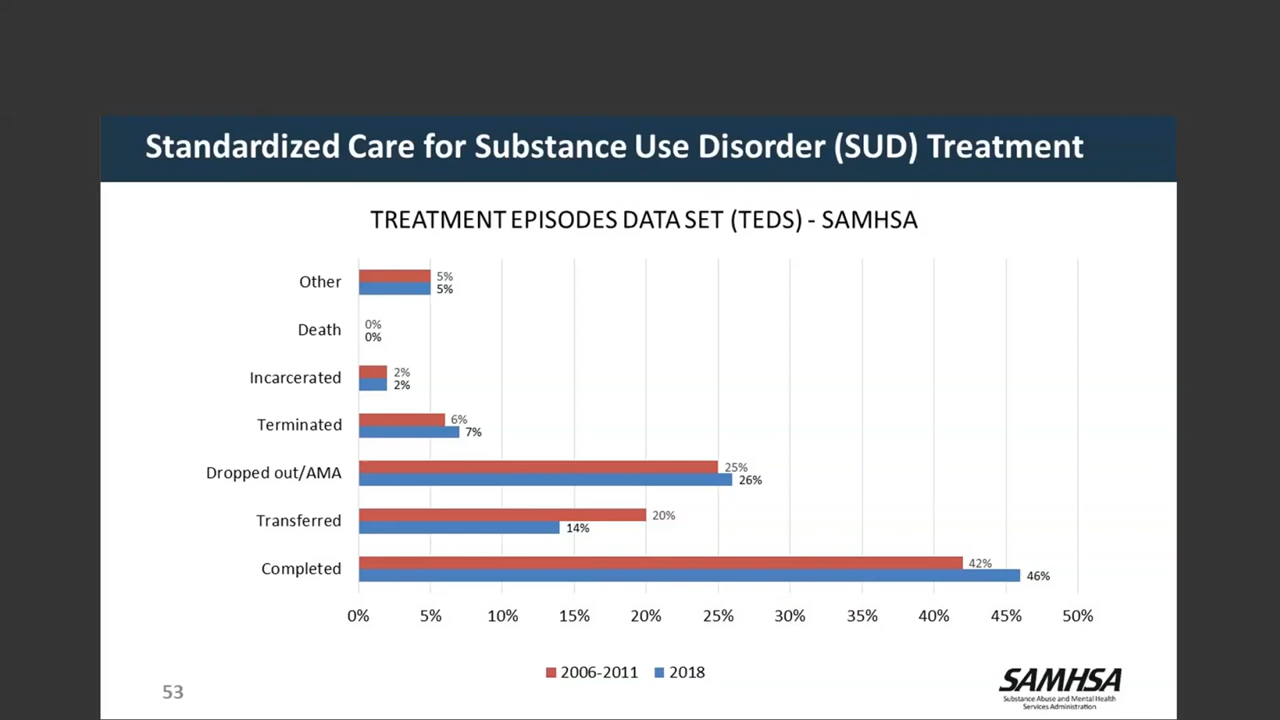 Standardized Care for Substance Use Disorder (SUD) Treatment
TREATMENT EPISODES DATA SET (TEDS) - SAMHSA
Other
5%
5%
Death
0%
0%
Incarcerated
2%
2%
Terminated
6%
7%
Dropped out/AMA
25%
26%
Transferred
20%
14%
Completed
42%
46%
0% 5% 10% 15% 20% 25% 30% 35% 40% 45% 50%
2006-2011 2018
53
SAMHSA
Substance Abuse and Mental Health
Services Administration